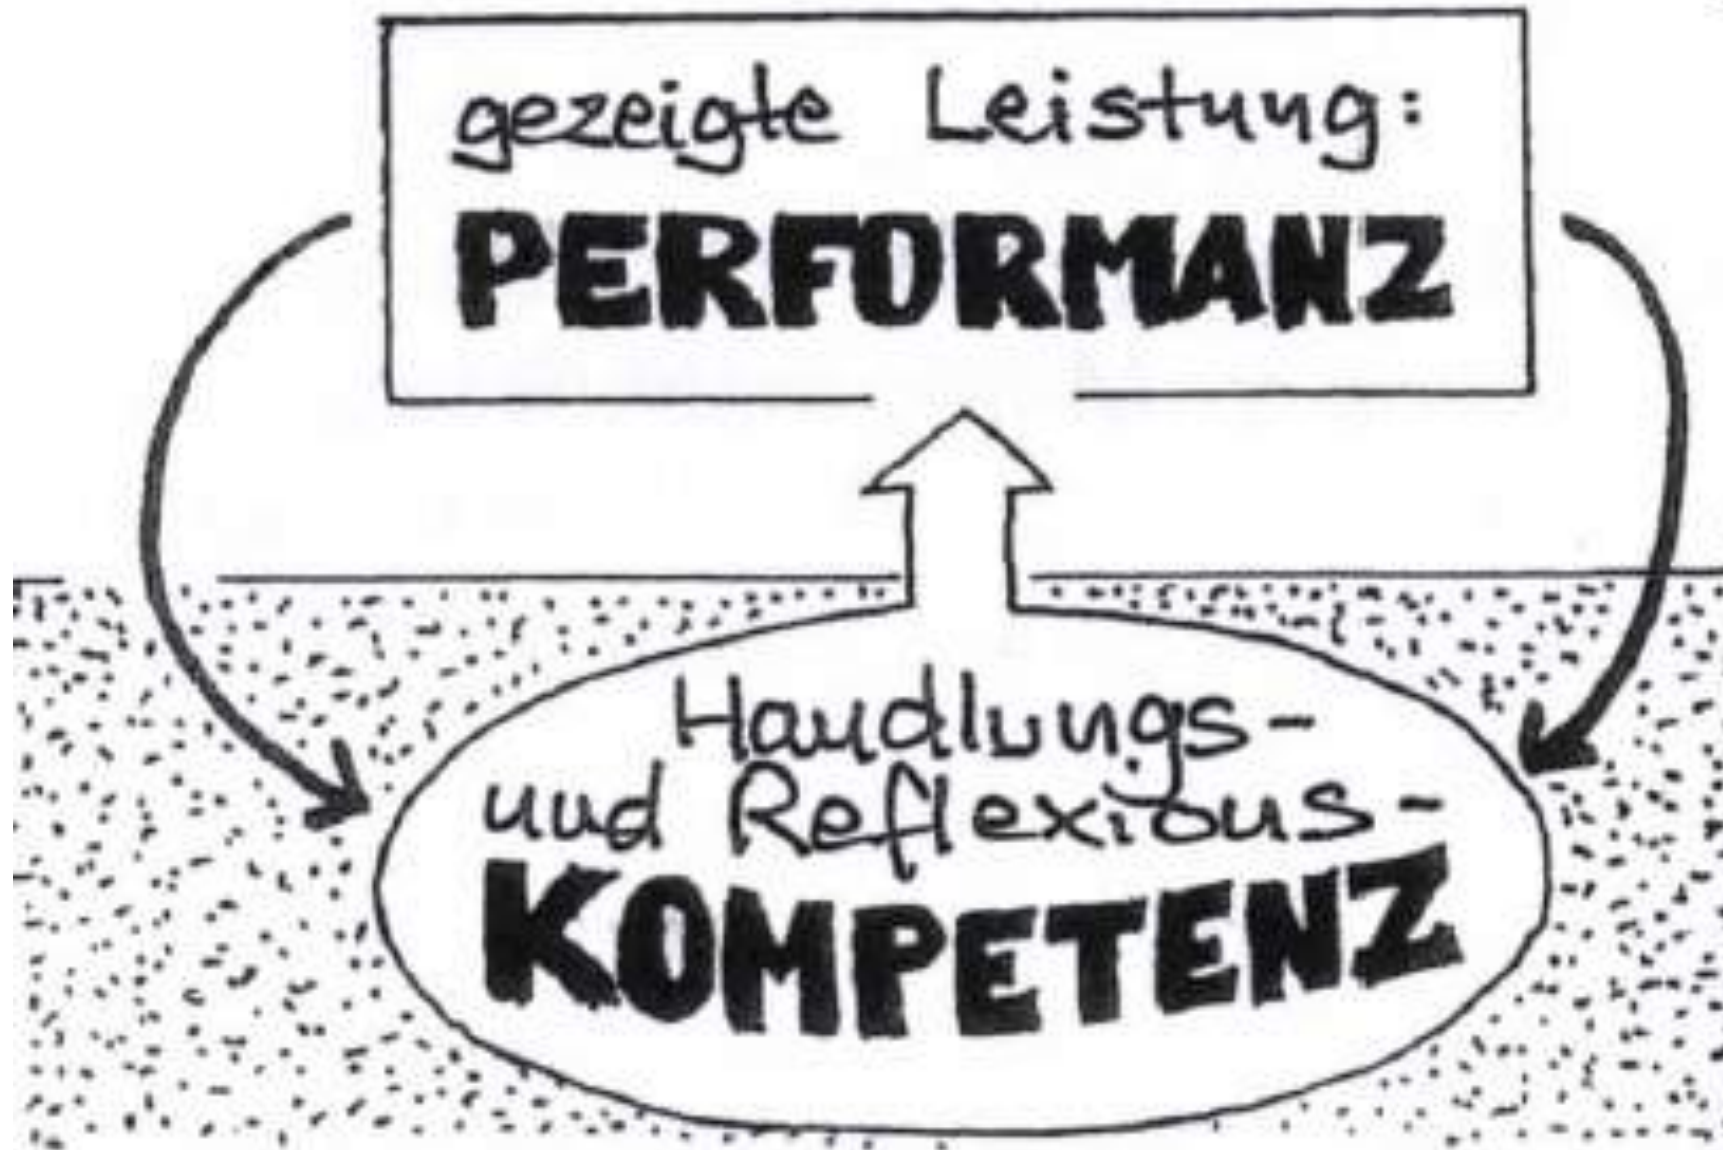 gezeigte Leistung:
PERFORMANZ
Handlungs-
und Reflexions-
KOMPETENZ